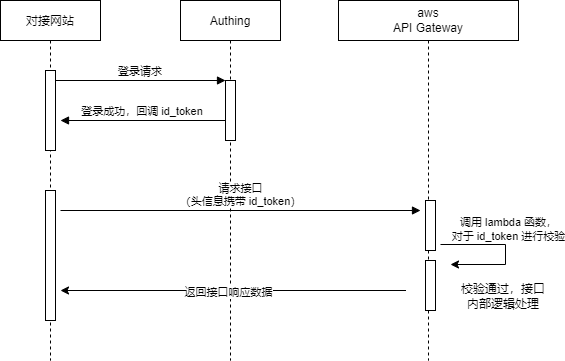 对接网站
Authing
aws
API Gateway
登录请求
登录成功，回调 id_token
请求接口
（头信息携带 id_token）
调用 lambda 函数，
对于 id_token 进行校验
校验通过，接口
内部逻辑处理
返回接口响应数据